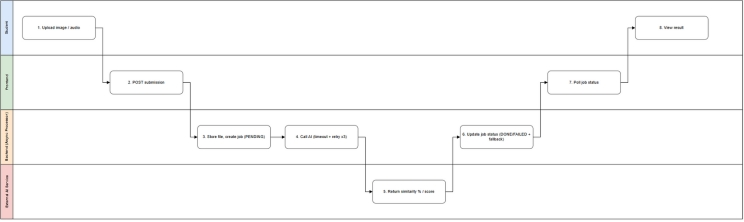 Student
1. Upload image / audio
8. View result
Frontend
2. POST submission
7. Poll job status
Backend (Async Processor)
3. Store file, create job (PENDING)
4. Call AI (timeout + retry x3)
6. Update job status (DONE/FAILED +
fallback)
External AI Service
5. Return similarity % / score